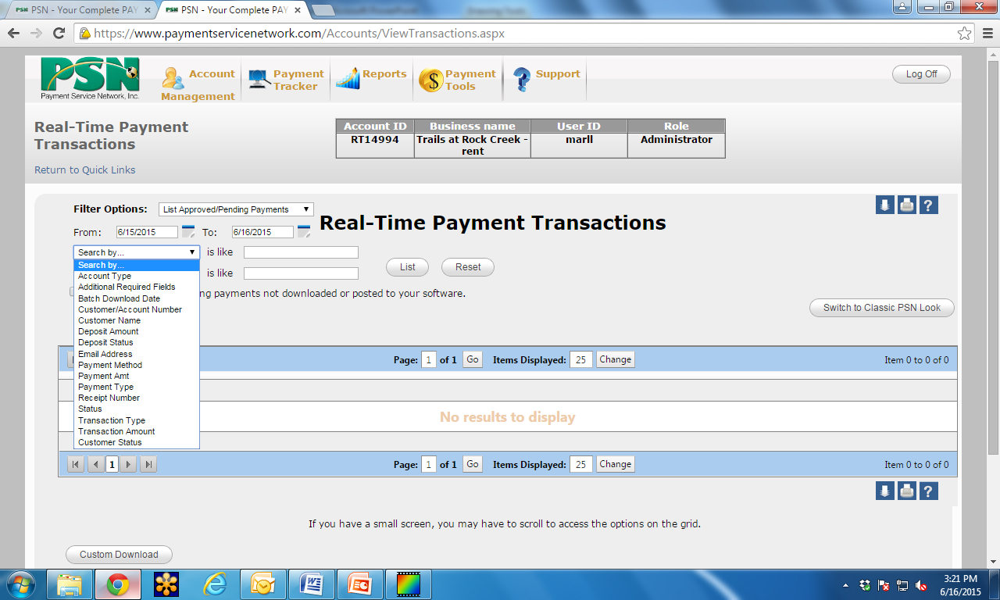 PSN - Your Complete PAY
PSN - Your Complete PAY
https://www.paymentservicenetwork.com/Accounts/ViewTransactions.aspx
PSN
Payment Service Network, Inc.
Account Management
Payment Tracker
Reports
Payment Tools
Support
Log Off
Real-Time Payment
Transactions
Return to Quick Links
Account ID Business name User ID Role
RT14994 Trails at Rock Creek - rent marll Administrator
Filter Options: List Approved/Pending Payments
From: 6/15/2015 To: 6/16/2015
Real-Time Payment Transactions
Search by... is like
is like
List Reset
Search by...
Account Type
Additional Required Fields
Batch Download Date
Customer/Account Number
Customer Name
Deposit Amount
Deposit Status
Email Address
Payment Method
Payment Amt
Payment Type
Receipt Number
Status
Transaction Type
Transaction Amount
Customer Status
ng payments not downloaded or posted to your software.
Switch to Classic PSN Look
Page: 1 of 1 Go Items Displayed: 25 Change Item 0 to 0 of 0
No results to display
1 Page: 1 of 1 Go Items Displayed: 25 Change Item 0 to 0 of 0
If you have a small screen, you may have to scroll to access the options on the grid.
Custom Download
3:21 PM
6/16/2015